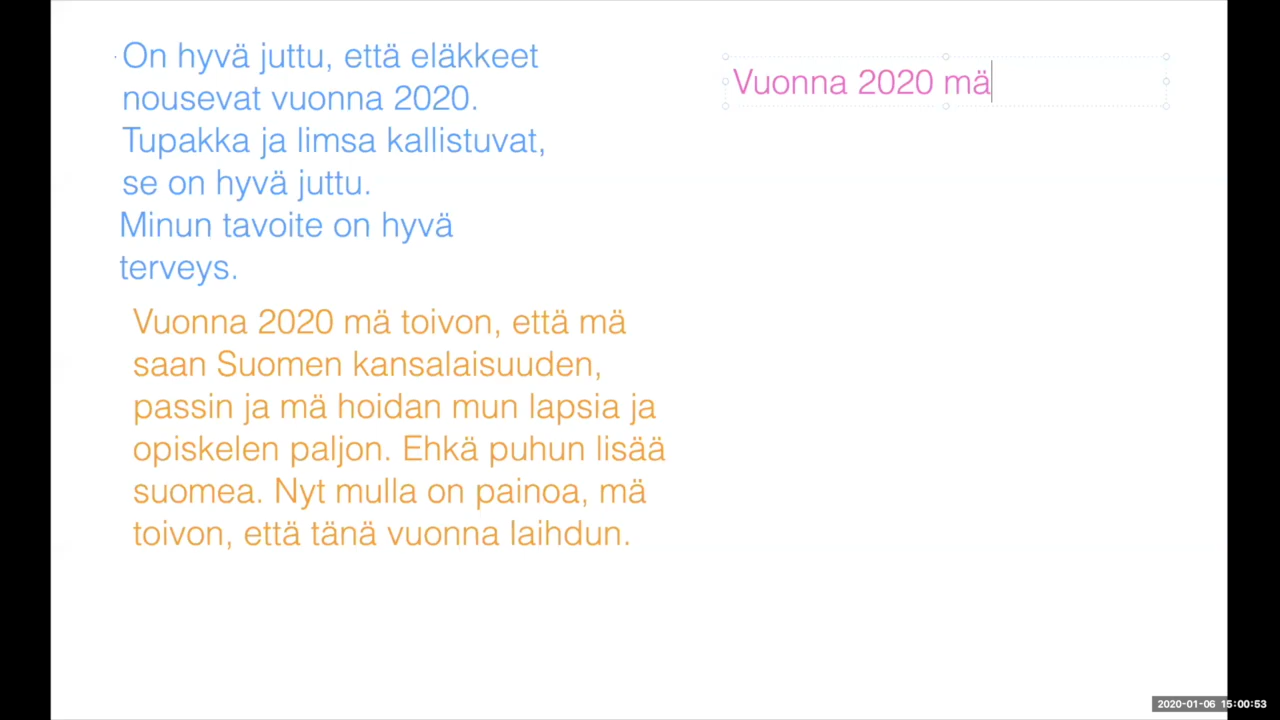 On hyvä juttu, että eläkkeet
nousevat vuonna 2020.
Tupakka ja limsa kallistuvat,
se on hyvä juttu.
Minun tavoite on hyvä
terveys.
Vuonna 2020 mä toivon, että mä
saan Suomen kansalaisuuden,
passin ja mä hoidan mun lapsia ja
opiskelen paljon. Ehkä puhun lisää
suomea. Nyt mulla on painoa, mä
toivon, että tänä vuonna laihdun.
Vuonna 2020 mä
2020-01-06 15:00:53